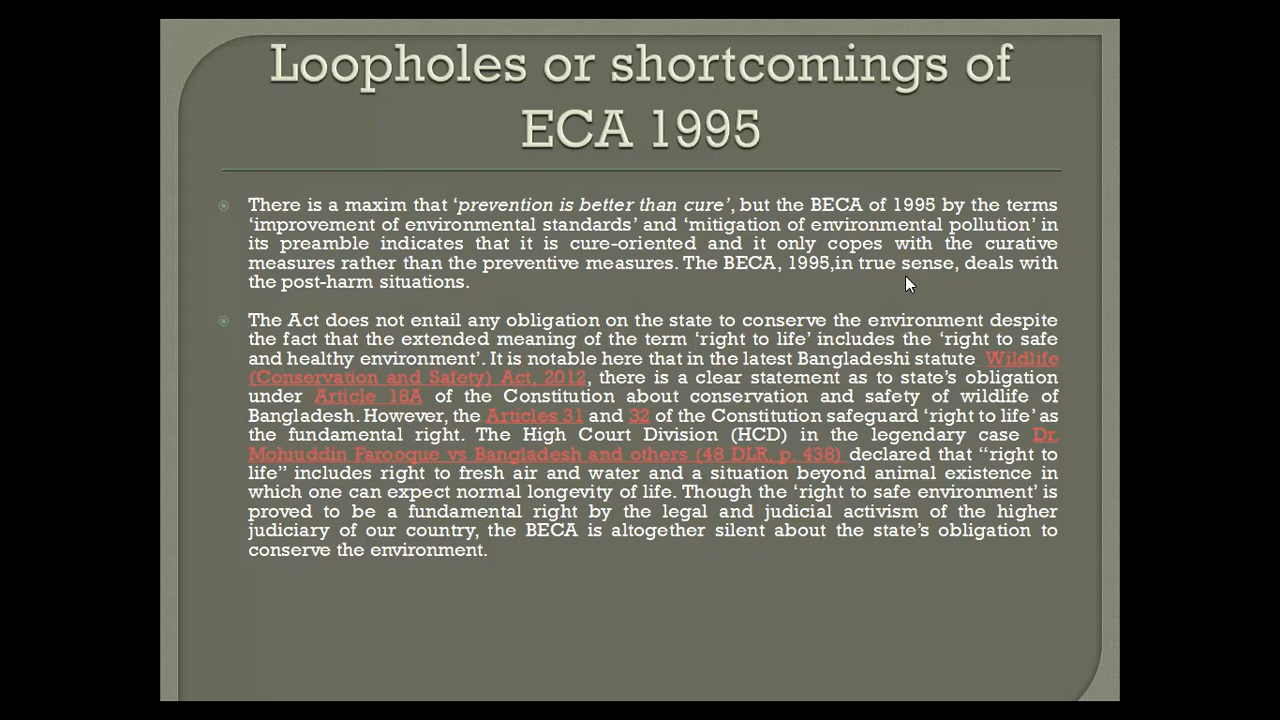 Loopholes or shortcomings of
ECA 1995
There is a maxim that ‘prevention is better than cure’, but the BECA of 1995 by the terms
‘improvement of environmental standards’ and ‘mitigation of environmental pollution’ in
its preamble indicates that it is cure-oriented and it only copes with the curative
measures rather than the preventive measures. The BECA, 1995,in true sense, deals with
the post-harm situations.
The Act does not entail any obligation on the state to conserve the environment despite
the fact that the extended meaning of the term ‘right to life’ includes the ‘right to safe
and healthy environment’. It is notable here that in the latest Bangladeshi statute Wildlife
(Conservation and Safety) Act, 2012, there is a clear statement as to state’s obligation
under Article 18A of the Constitution about conservation and safety of wildlife of
Bangladesh. However, the Articles 31 and 32 of the Constitution safeguard ‘right to life’ as
the fundamental right. The High Court Division (HCD) in the legendary case Dr.
Mohiuddin Farooque vs Bangladesh and others (48 DLR, p. 438) declared that “right to
life” includes right to fresh air and water and a situation beyond animal existence in
which one can expect normal longevity of life. Though the ‘right to safe environment’ is
proved to be a fundamental right by the legal and judicial activism of the higher
judiciary of our country, the BECA is altogether silent about the state’s obligation to
conserve the environment.